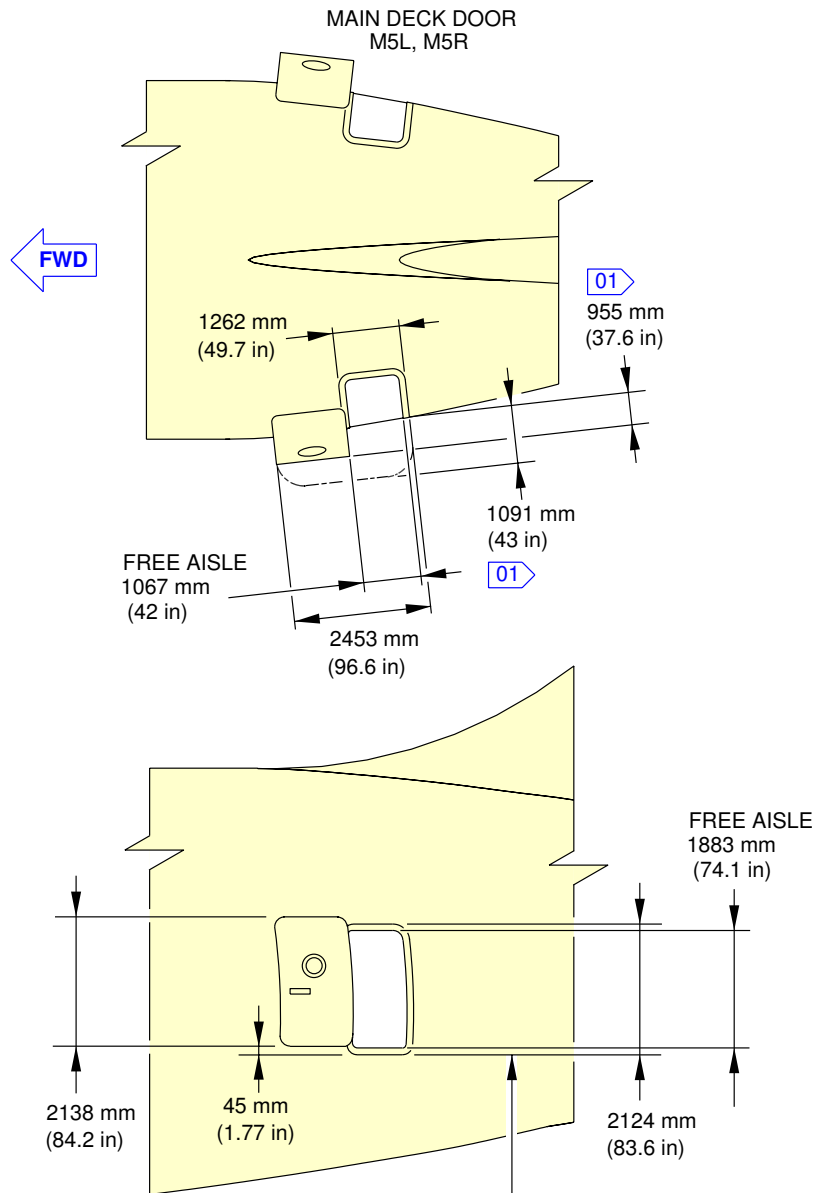 MAIN DECK DOOR
M5L, M5R
FWD
01
955 mm
(37.6 in)
1262 mm
(49.7 in)
1091 mm
(43 in)
01
FREE AISLE
1067 mm
(42 in)
2453 mm
(96.6 in)
FREE AISLE
1883 mm
(74.1 in)
2138 mm
(84.2 in)
45 mm
(1.77 in)
2124 mm
(83.6 in)